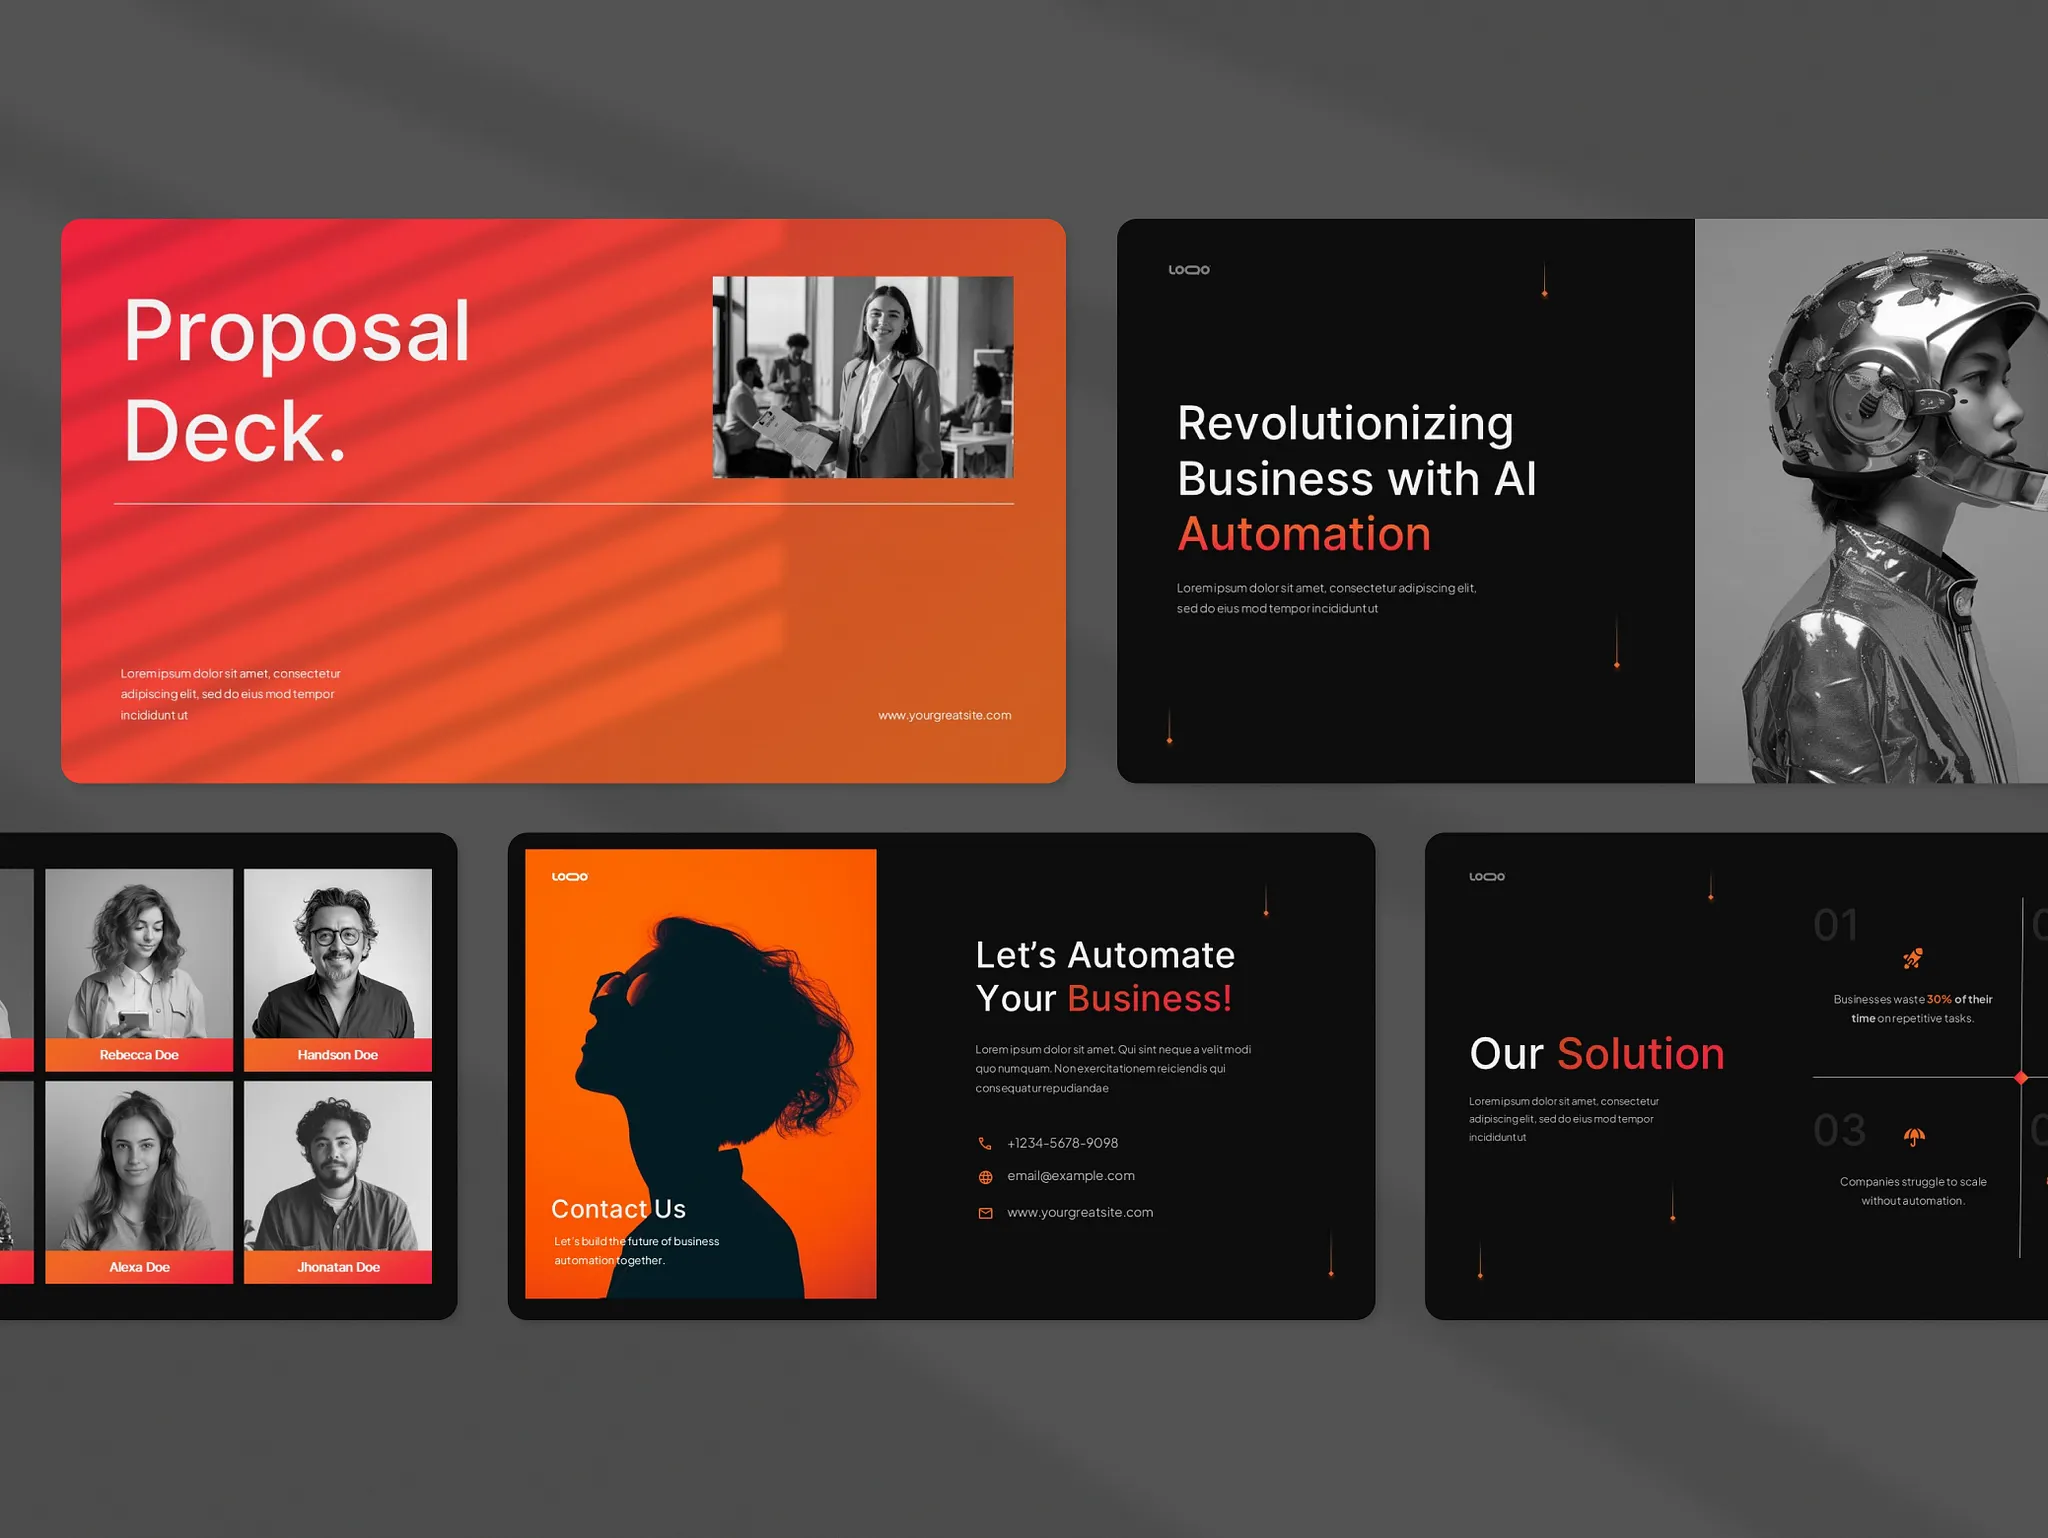 Proposal
Deck.
Lorem ipsum dolor sit amet, consectetur
adipiscing elit, sed do eius mod tempor
incididunt ut
www.yourgreatsite.com
LOGO
Revolutionizing
Business with AI
Automation
Lorem ipsum dolor sit amet, consectetur adipiscing elit,
sed do eius mod tempor incididunt ut
Rebecca Doe
Handson Doe
Alexa Doe
Jhonatan Doe
LOGO
Contact Us
Let's build the future of business
automation together.
Let's Automate
Your Business!
Lorem ipsum dolor sit amet. Qui sint neque a velit modi
quo numquam. Non exercitationem reiciendis qui
consequatur repudiandae
+1234-5678-9098
email@example.com
www.yourgreatsite.com
LOGO
Our Solution
Lorem ipsum dolor sit amet, consectetur
adipiscing elit, sed do eius mod tempor
incididunt ut
01
Businesses waste 30% of their
time on repetitive tasks.
03
Companies struggle to scale
without automation.